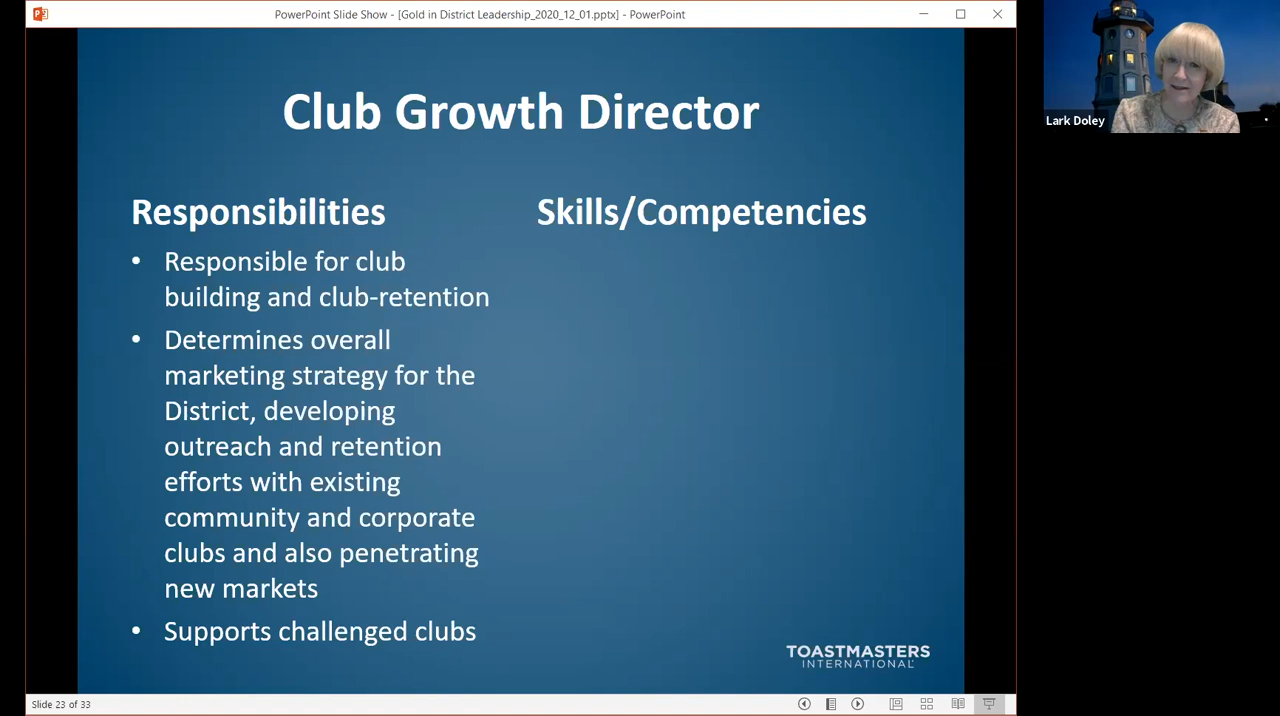 PowerPoint Slide Show - [Gold in District Leadership_2020_12_01.pptx] - PowerPoint
Lark Doley
Club Growth Director
Responsibilities
• Responsible for club
building and club-retention
• Determines overall
marketing strategy for the
District, developing
outreach and retention
efforts with existing
community and corporate
clubs and also penetrating
new markets
• Supports challenged clubs
Skills/Competencies
TOASTMASTERS
INTERNATIONAL
Slide 23 of 33